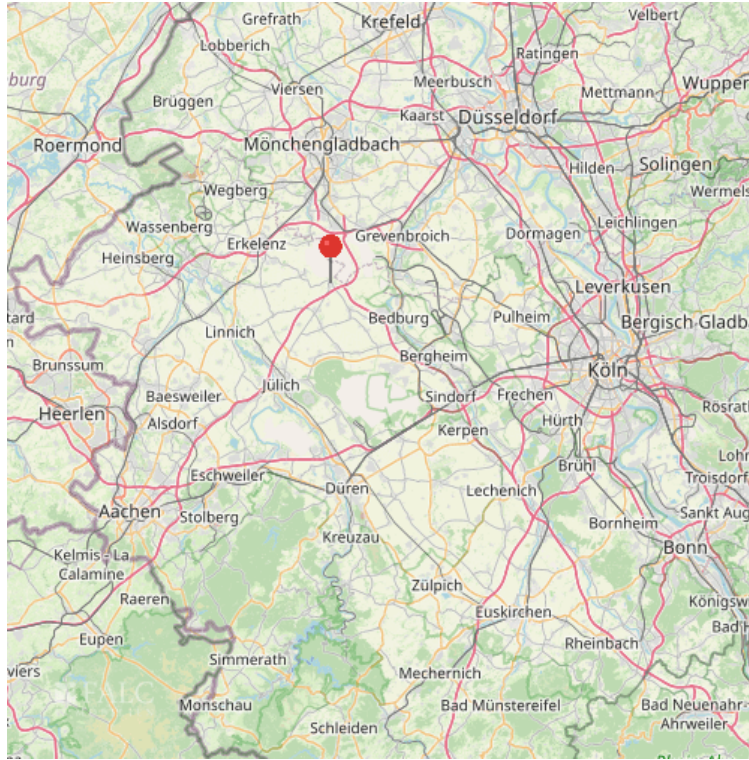 Grefrath
Krefeld
Velbert
Lobberich
Ratingen
Viersen
Meerbusch
Mettmann
Wupper
Brüggen
Kaarst
Düsseldorf
Roermond
Mönchengladbach
Hilden
Solingen
Wegberg
Wermels
Wassenberg
Leichlingen
Erkelenz
Grevenbroich
Dormagen
Heinsberg
Leverkusen
Bedburg
Pulheim
Bergisch Gladba
Linnich
Bergheim
Brunssum
Köln
Jülich
Baesweiler
Sindorf
Frechen
Rösrath
Heerlen
Alsdorf
Kerpen
Hürth
Eschweiler
Brühl
Lohr
Düren
Lechenich
Troisdorf
Aachen
Stolberg
Bornheim
Sankt Aug
Kreuzau
Kelmis - La
Calamine
Bonn
Zülpich
Raeren
Königsw
Euskirchen
Bad H
Eupen
Rheinbach
Simmerath
Mechernich
Monschau
Bad Münstereifel
Bad Neuenahr-
Ahrweiler
Schleiden